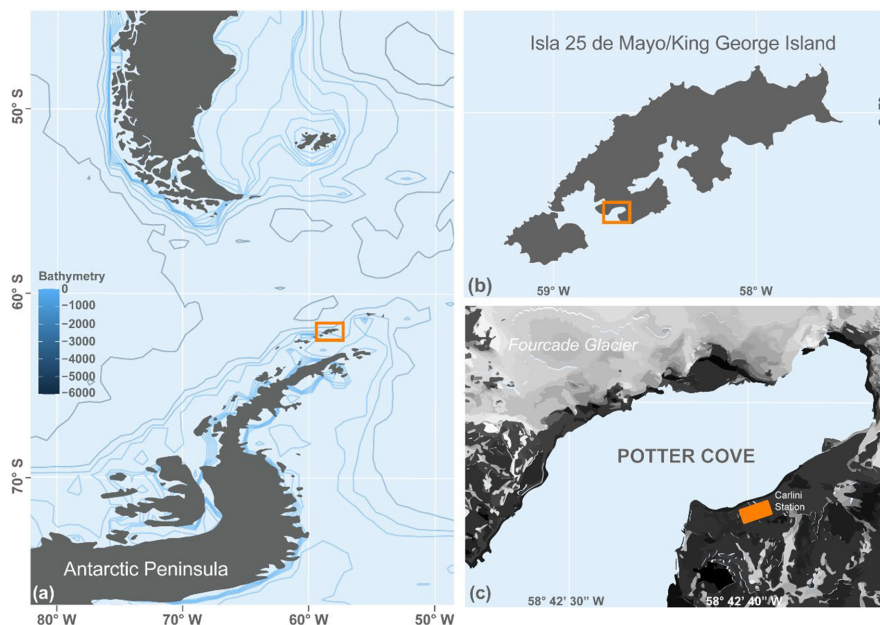 50° S
60° S
70° S
Bathymetry
0
−1000
−2000
−3000
−4000
−5000
−6000
Antarctic Peninsula
(a)
80° W
70° W
60° W
50° W
Isla 25 de Mayo/King George Island
(b)
59° W
58° W
Fourcade Glacier
POTTER COVE
Carlini
Station
(c)
58° 42' 30" W
58° 42' 40" W